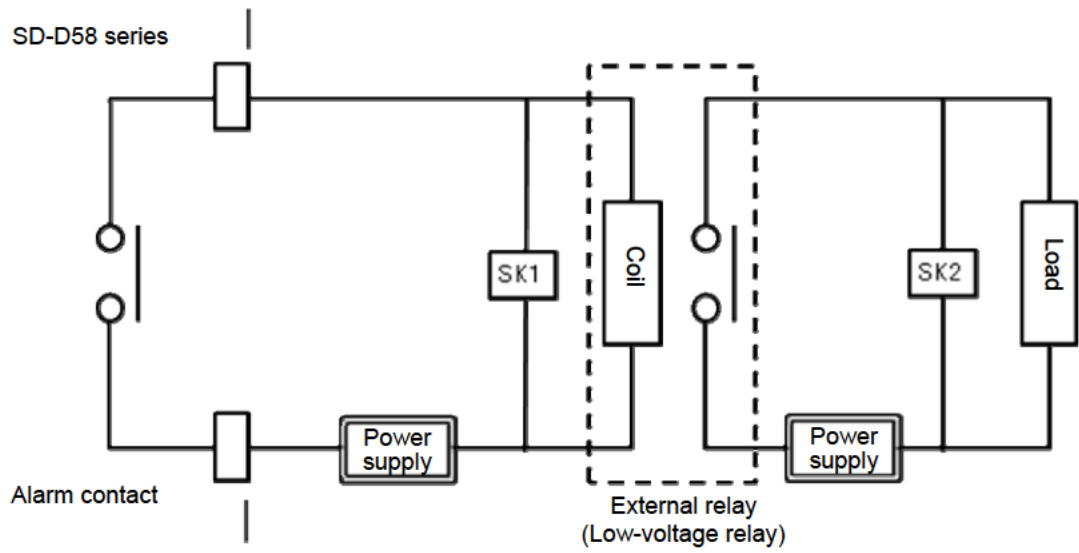 SD-D58 series
SK1
Coil
SK2
Load
Power
supply
Power
supply
Alarm contact
External relay
(Low-voltage relay)